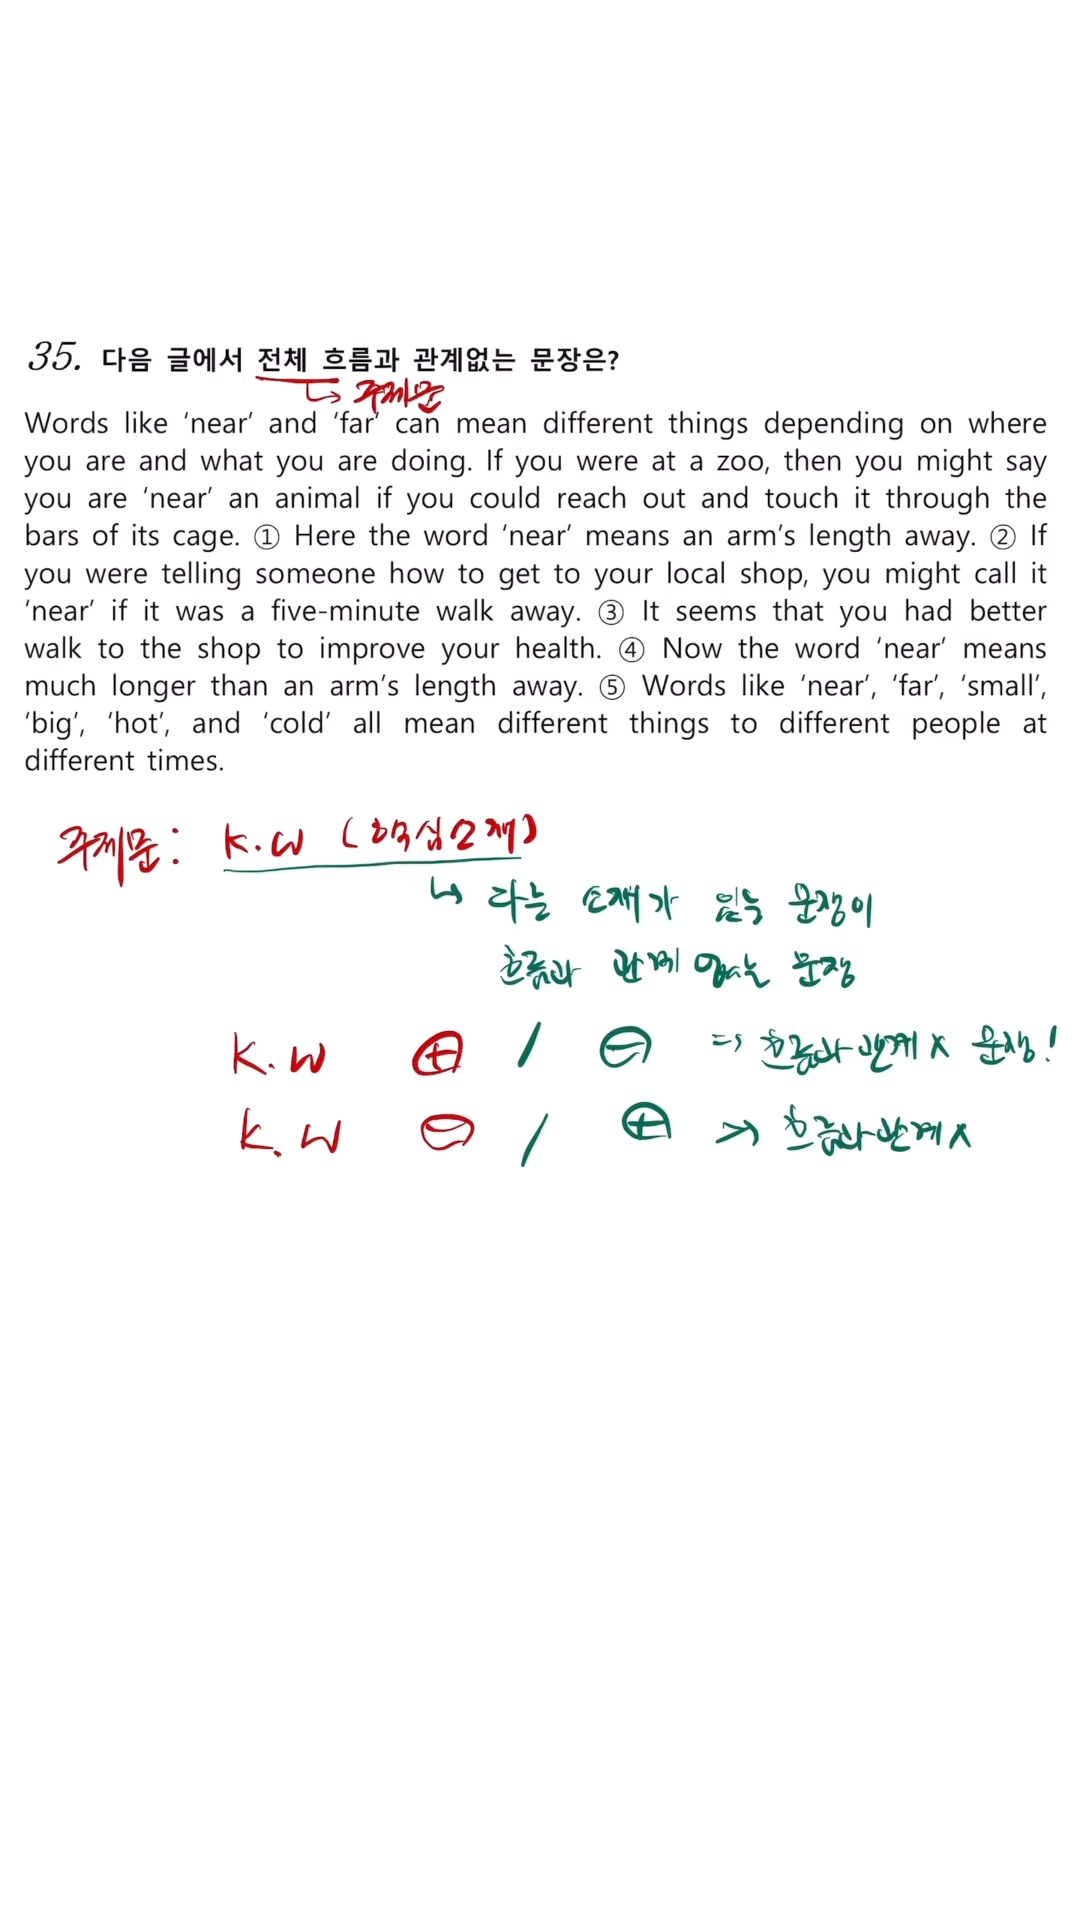 35. 다음 글에서 전체 흐름과 관계없는 문장은?
↳ 주제문
Words like ‘near’ and ‘far’ can mean different things depending on where
you are and what you are doing. If you were at a zoo, then you might say
you are ‘near’ an animal if you could reach out and touch it through the
bars of its cage. ① Here the word ‘near’ means an arm’s length away. ② If
you were telling someone how to get to your local shop, you might call it
‘near’ if it was a five-minute walk away. ③ It seems that you had better
walk to the shop to improve your health. ④ Now the word ‘near’ means
much longer than an arm’s length away. ⑤ Words like ‘near’, ‘far’, ‘small’,
‘big’, ‘hot’, and ‘cold’ all mean different things to different people at
different times.
주제문 : K.W (핵심소재)
↳ 다른 소재가 있는 문장이
흐름과 관계 없는 문장
K.W ⊕ / ⊖ ⇒ 흐름과 관계 X 문장!
K.W ⊖ / ⊕ → 흐름과 관계 X